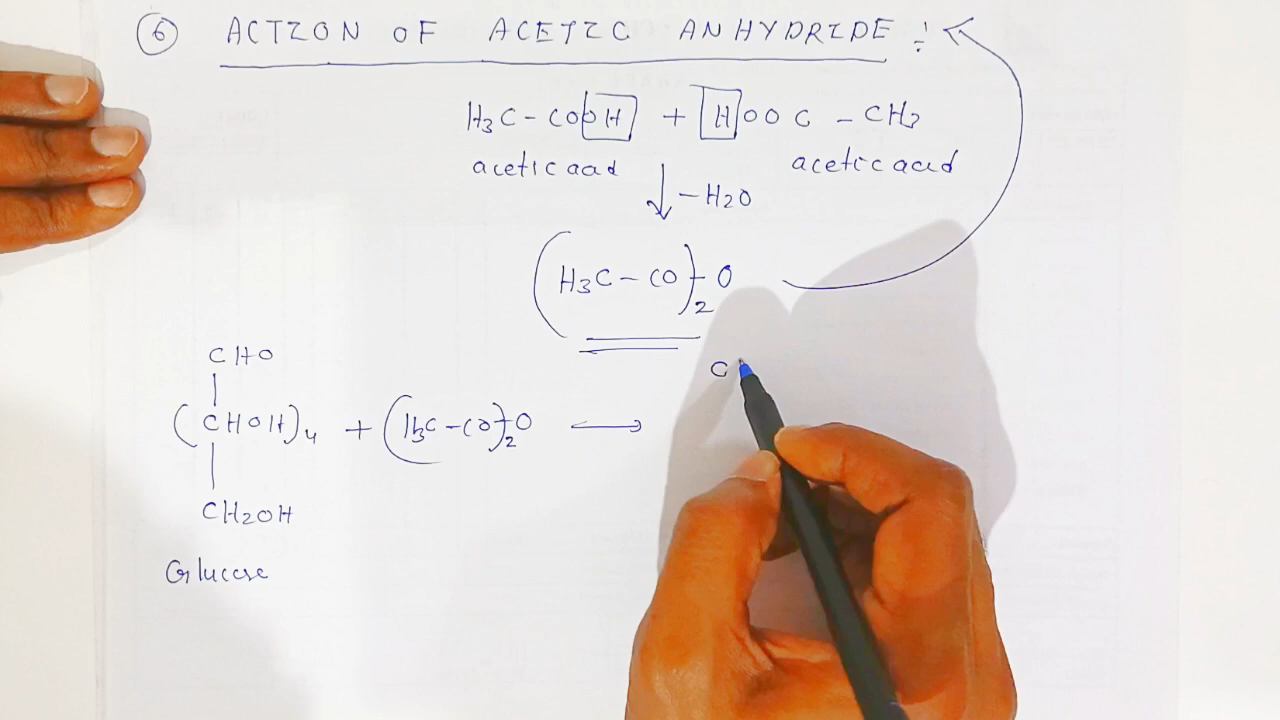 6 ACTION OF ACETIC ANHYDRIDE :
H3C - COOH + HOOC - CH3
acetic acid acetic acid
- H2O
(H3C - CO)2 O
CHO
(CHOH)4 + (H3C - CO)2 O → C
CH2OH
Glucose